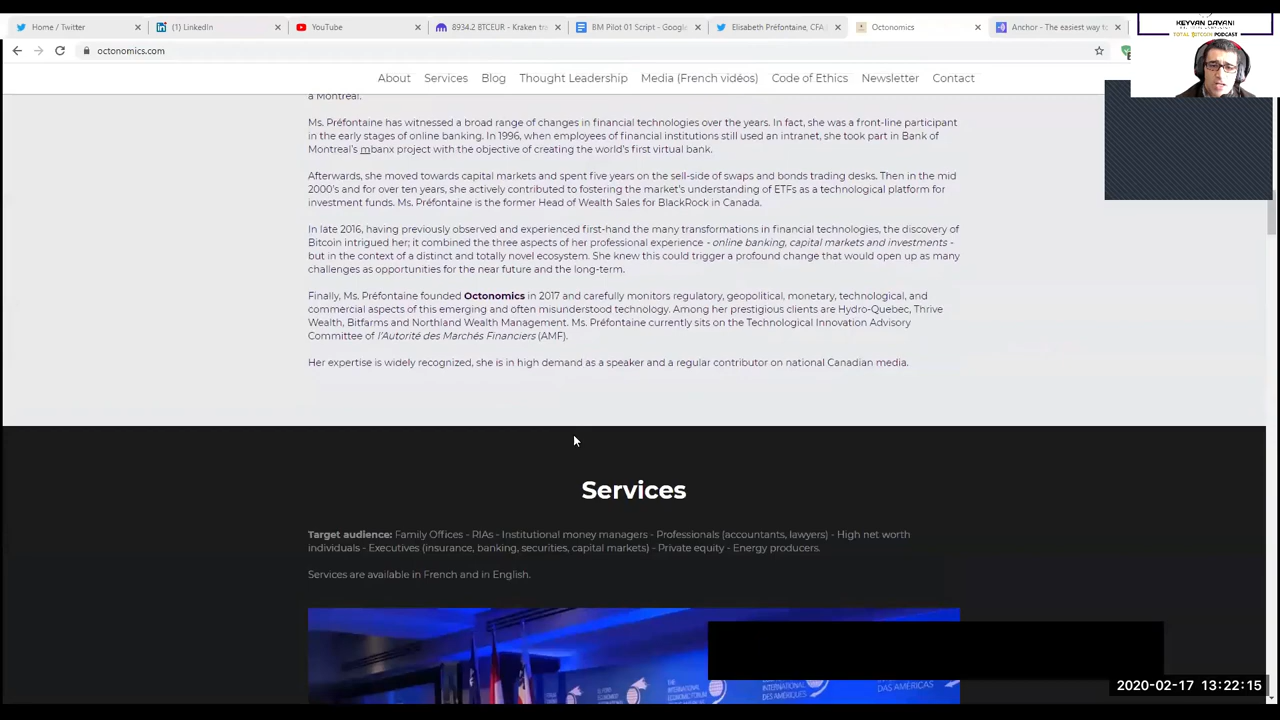 Home / Twitter
(1) LinkedIn
YouTube
8934.2 BTCEUR - Kraken tra
BM Pilot 01 Script - Google
Elisabeth Préfontaine, CFA
Octonomics
Anchor - The easiest way to
octonomics.com
KEYVAN DAVANI
TOTAL BITCOIN PODCAST
About
Services
Blog
Thought Leadership
Media (French vidéos)
Code of Ethics
Newsletter
Contact
à Montréal.
Ms. Préfontaine has witnessed a broad range of changes in financial technologies over the years. In fact, she was a front-line participant
in the early stages of online banking. In 1996, when employees of financial institutions still used an intranet, she took part in Bank of
Montreal's mbanx project with the objective of creating the world's first virtual bank.
Afterwards, she moved towards capital markets and spent five years on the sell-side of swaps and bonds trading desks. Then in the mid
2000's and for over ten years, she actively contributed to fostering the market's understanding of ETFs as a technological platform for
investment funds. Ms. Préfontaine is the former Head of Wealth Sales for BlackRock in Canada.
In late 2016, having previously observed and experienced first-hand the many transformations in financial technologies, the discovery of
Bitcoin intrigued her; it combined the three aspects of her professional experience - online banking, capital markets and investments -
but in the context of a distinct and totally novel ecosystem. She knew this could trigger a profound change that would open up as many
challenges as opportunities for the near future and the long-term.
Finally, Ms. Préfontaine founded Octonomics in 2017 and carefully monitors regulatory, geopolitical, monetary, technological, and
commercial aspects of this emerging and often misunderstood technology. Among her prestigious clients are Hydro-Quebec, Thrive
Wealth, Bitfarms and Northland Wealth Management. Ms. Préfontaine currently sits on the Technological Innovation Advisory
Committee of l'Autorité des Marchés Financiers (AMF).
Her expertise is widely recognized, she is in high demand as a speaker and a regular contributor on national Canadian media.
Services
Target audience: Family Offices - RIAs - Institutional money managers - Professionals (accountants, lawyers) - High net worth
individuals - Executives (insurance, banking, securities, capital markets) - Private equity - Energy producers.
Services are available in French and in English.
THE INTERNATIONAL
ECONOMIC FORUM
INTERNATIONAL
DES AMÉRIQUES
DAS AMÉRICAS
2020-02-17 13:22:15